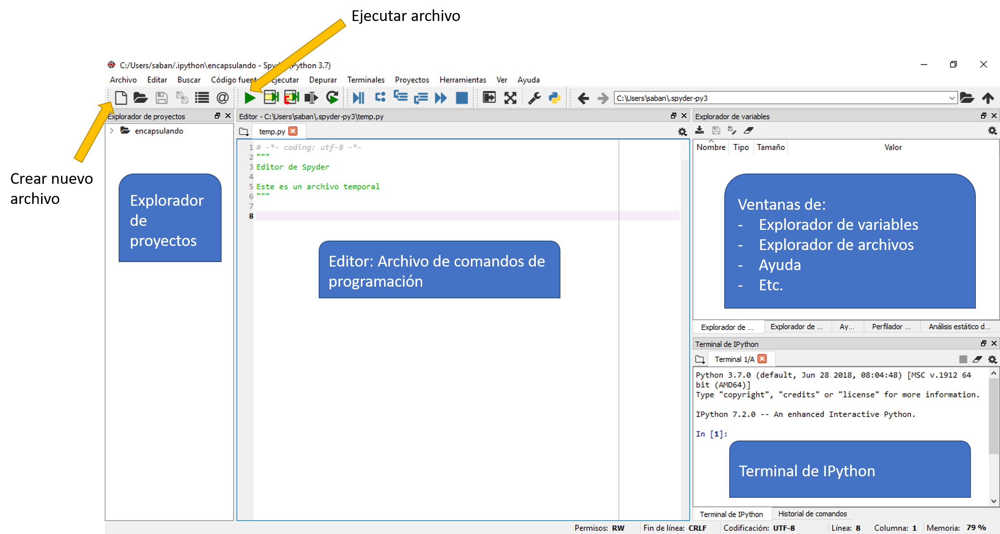 Ejecutar archivo
C:/Users/saban/.ipython\encapsulando - Spyder (Python 3.7)
Archivo Editar Buscar Código fuente Ejecutar Depurar Terminales Proyectos Herramientas Ver Ayuda
C:\Users\saban\.spyder-py3
Explorador de proyectos
encapsulando
Crear nuevo
archivo
Explorador
de
proyectos
Editor - C:\Users\saban\.spyder-py3\temp.py
temp.py
1 # -*- coding: utf-8 -*-
2 """
3 Editor de Spyder
4
5 Este es un archivo temporal
6 """
7
8
Editor: Archivo de comandos de
programación
Explorador de variables
Nombre Tipo Tamaño Valor
Ventanas de:
- Explorador de variables
- Explorador de archivos
- Ayuda
- Etc.
Explorador de ... Explorador de ... Ay... Perfilador ... Análisis estático d...
Terminal de IPython
Terminal 1/A
Python 3.7.0 (default, Jun 28 2018, 08:04:48) [MSC v.1912 64
bit (AMD64)]
Type "copyright", "credits" or "license" for more information.
IPython 7.2.0 -- An enhanced Interactive Python.
In [1]:
Terminal de IPython
Terminal de IPython Historial de comandos
Permisos: RW Fin de línea: CRLF Codificación: UTF-8 Línea: 8 Columna: 1 Memoria: 79 %